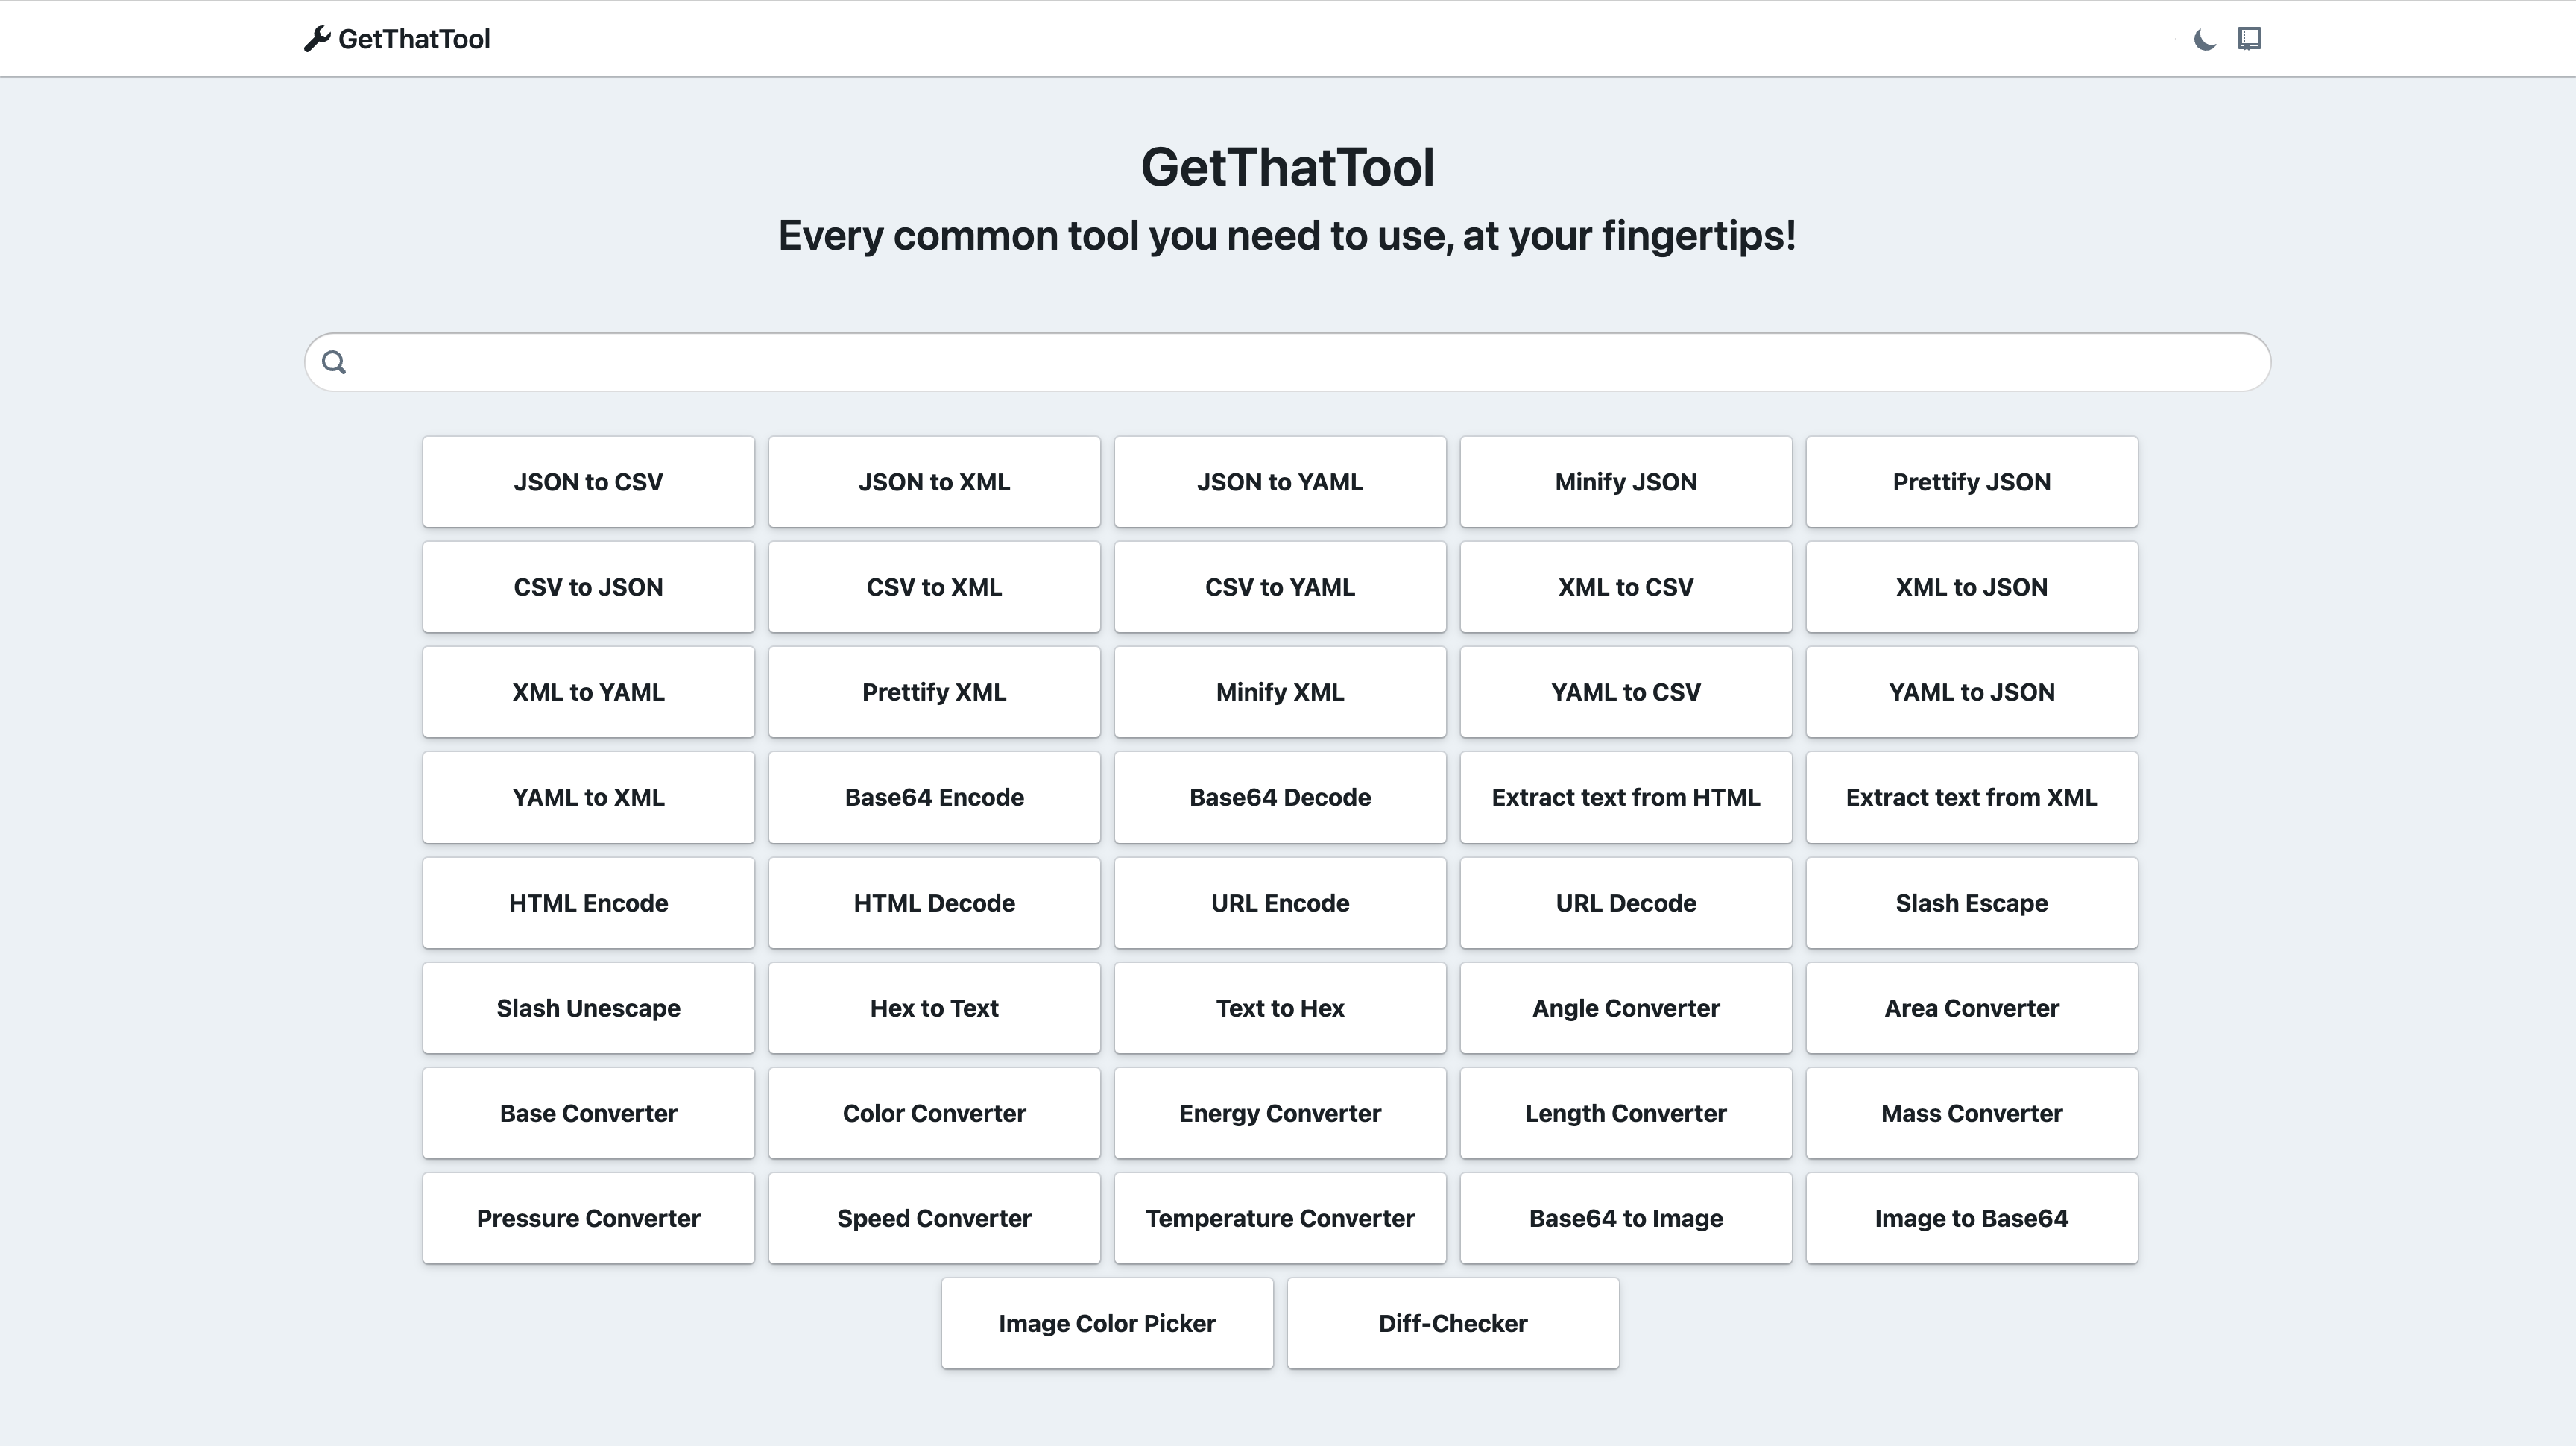 GetThatTool
GetThatTool
Every common tool you need to use, at your fingertips!
JSON to CSV
JSON to XML
JSON to YAML
Minify JSON
Prettify JSON
CSV to JSON
CSV to XML
CSV to YAML
XML to CSV
XML to JSON
XML to YAML
Prettify XML
Minify XML
YAML to CSV
YAML to JSON
YAML to XML
Base64 Encode
Base64 Decode
Extract text from HTML
Extract text from XML
HTML Encode
HTML Decode
URL Encode
URL Decode
Slash Escape
Slash Unescape
Hex to Text
Text to Hex
Angle Converter
Area Converter
Base Converter
Color Converter
Energy Converter
Length Converter
Mass Converter
Pressure Converter
Speed Converter
Temperature Converter
Base64 to Image
Image to Base64
Image Color Picker
Diff-Checker